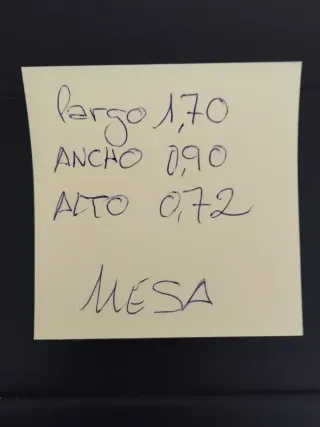 largo 1,70
ANCHO 0,90
ALTO 0,72
MESA